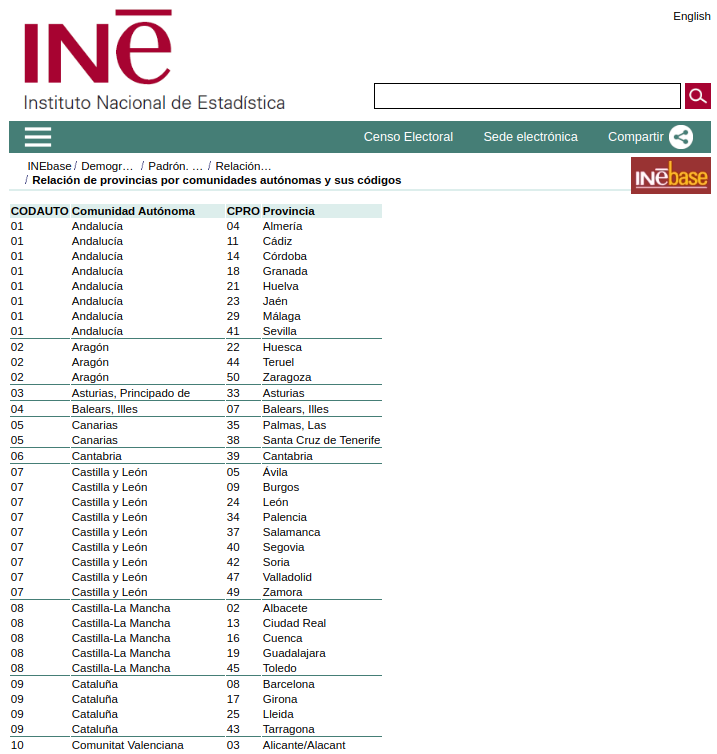 English
INē
Instituto Nacional de Estadística
Censo Electoral Sede electrónica Compartir
INEbase / Demogr… / Padrón. … / Relación…
/ Relación de provincias por comunidades autónomas y sus códigos
INēbase
CODAUTO Comunidad Autónoma CPRO Provincia
01 Andalucía 04 Almería
01 Andalucía 11 Cádiz
01 Andalucía 14 Córdoba
01 Andalucía 18 Granada
01 Andalucía 21 Huelva
01 Andalucía 23 Jaén
01 Andalucía 29 Málaga
01 Andalucía 41 Sevilla
02 Aragón 22 Huesca
02 Aragón 44 Teruel
02 Aragón 50 Zaragoza
03 Asturias, Principado de 33 Asturias
04 Balears, Illes 07 Balears, Illes
05 Canarias 35 Palmas, Las
05 Canarias 38 Santa Cruz de Tenerife
06 Cantabria 39 Cantabria
07 Castilla y León 05 Ávila
07 Castilla y León 09 Burgos
07 Castilla y León 24 León
07 Castilla y León 34 Palencia
07 Castilla y León 37 Salamanca
07 Castilla y León 40 Segovia
07 Castilla y León 42 Soria
07 Castilla y León 47 Valladolid
07 Castilla y León 49 Zamora
08 Castilla-La Mancha 02 Albacete
08 Castilla-La Mancha 13 Ciudad Real
08 Castilla-La Mancha 16 Cuenca
08 Castilla-La Mancha 19 Guadalajara
08 Castilla-La Mancha 45 Toledo
09 Cataluña 08 Barcelona
09 Cataluña 17 Girona
09 Cataluña 25 Lleida
09 Cataluña 43 Tarragona
10 Comunitat Valenciana 03 Alicante/Alacant